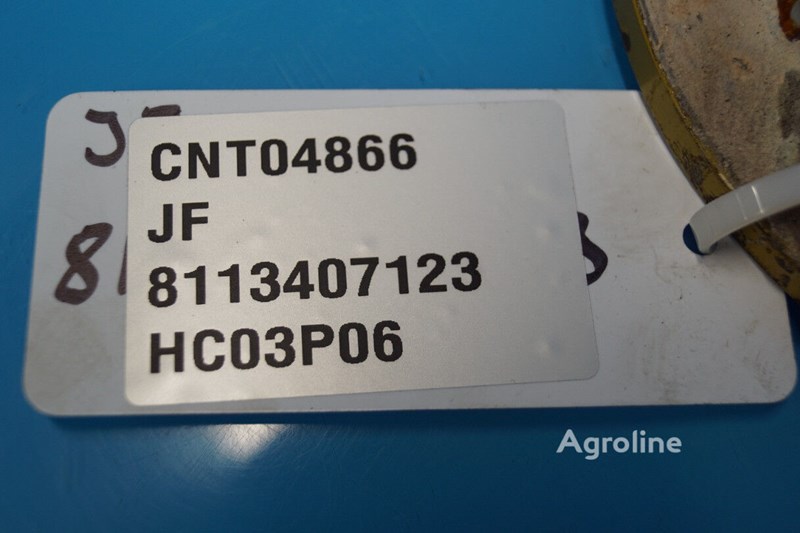 CNT04866
JF
8113407123
HC03P06
Agroline